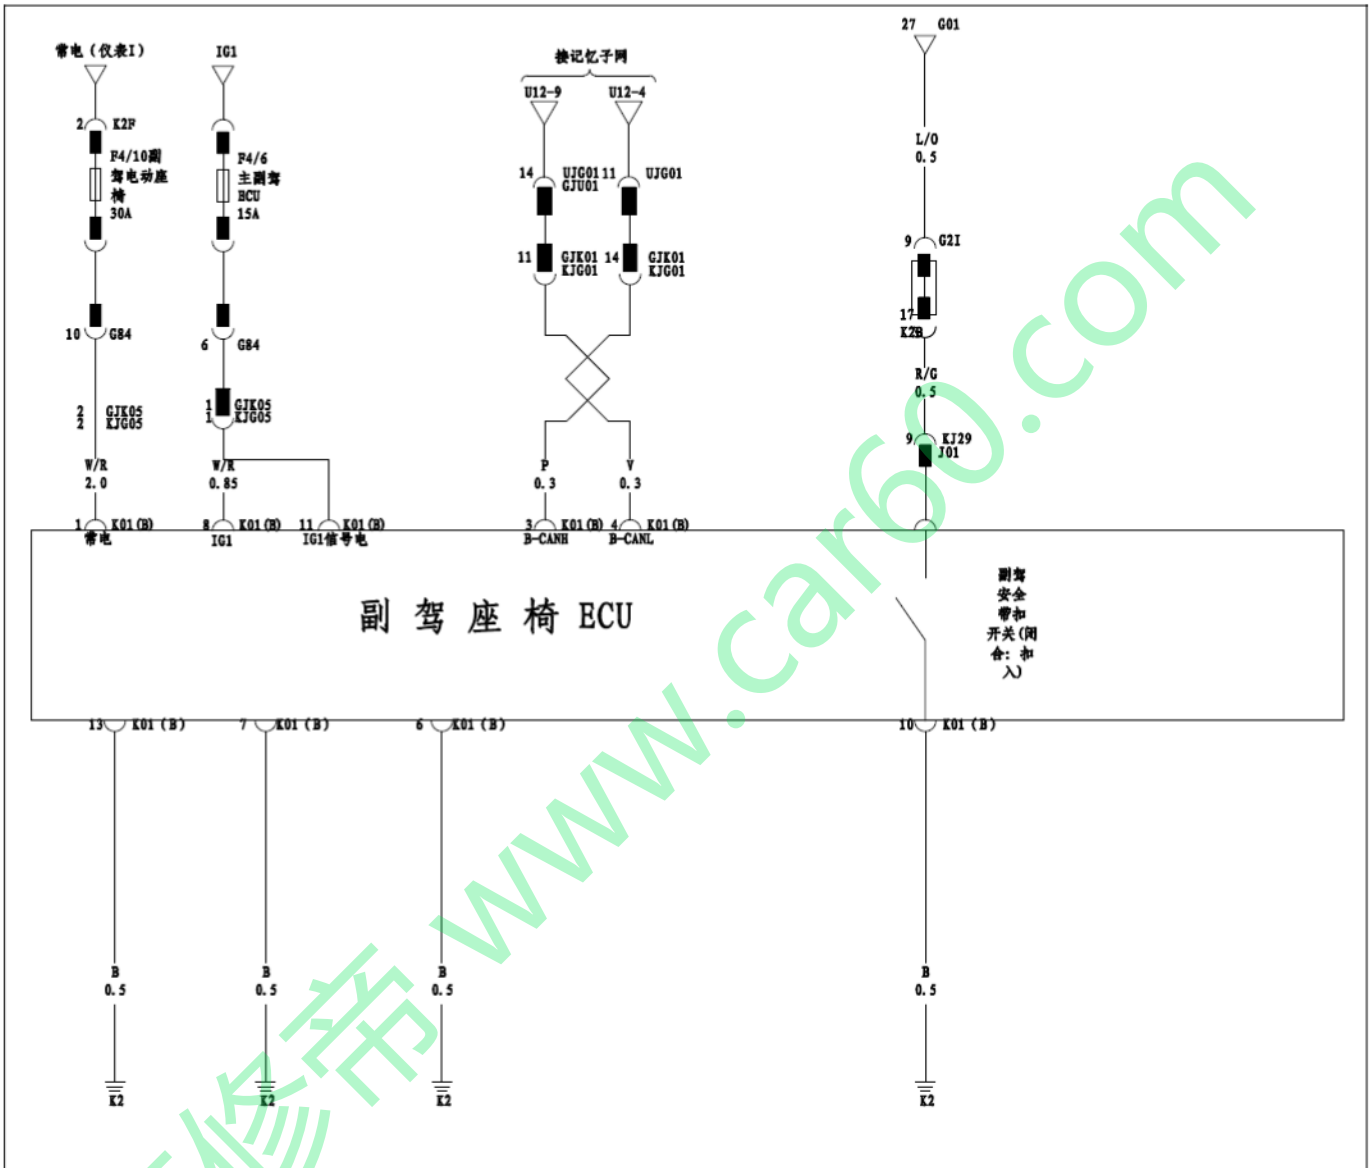 常电（仪表I）
IG1
接记忆子网
27 G01
U12-9
U12-4
2 K2F
F4/10副
驾电动座
椅
30A
F4/6
主副驾
ECU
15A
14 UJG01
GJU01
11 UJG01
L/O
0.5
9 G2I
11 GJK01
KJG01
14 GJK01
KJG01
17
10 G84
6 G84
R/G
0.5
2 GJK05
2 KJG05
1 GJK05
1 KJG05
9 KJ29
J01
W/R
2.0
W/R
0.85
P
0.3
V
0.3
1 K01(B)
常电
8 K01(B)
IG1
11 K01(B)
IG1信号电
3 K01(B)
B-CANH
4 K01(B)
B-CANL
副驾座椅ECU
副驾
安全
带扣
开关(闭
合：扣
入)
13 K01(B)
7 K01(B)
6 K01(B)
10 K01(B)
B
0.5
B
0.5
B
0.5
B
0.5
K2
K2
K2
K2
修帝 www.car60.com